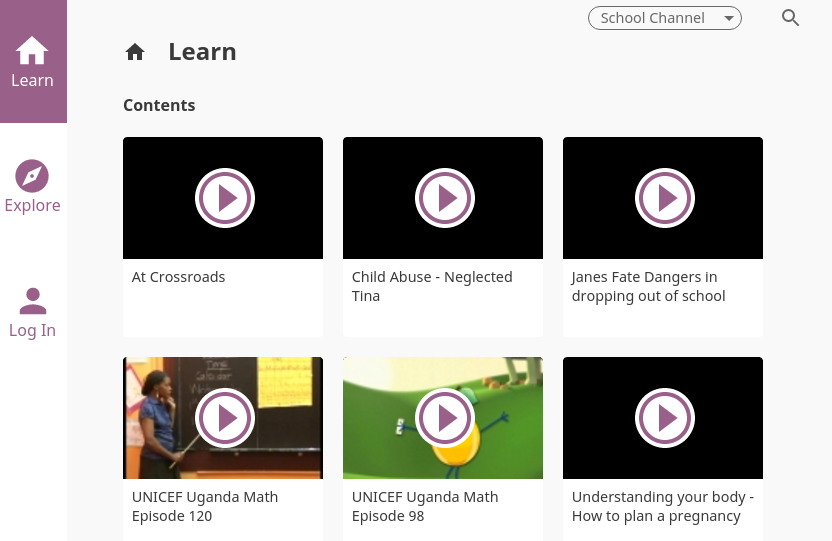 School Channel
Learn
Learn
Contents
Explore
Log In
At Crossroads
Child Abuse - Neglected
Tina
Janes Fate Dangers in
dropping out of school
UNICEF Uganda Math
Episode 120
UNICEF Uganda Math
Episode 98
Understanding your body -
How to plan a pregnancy